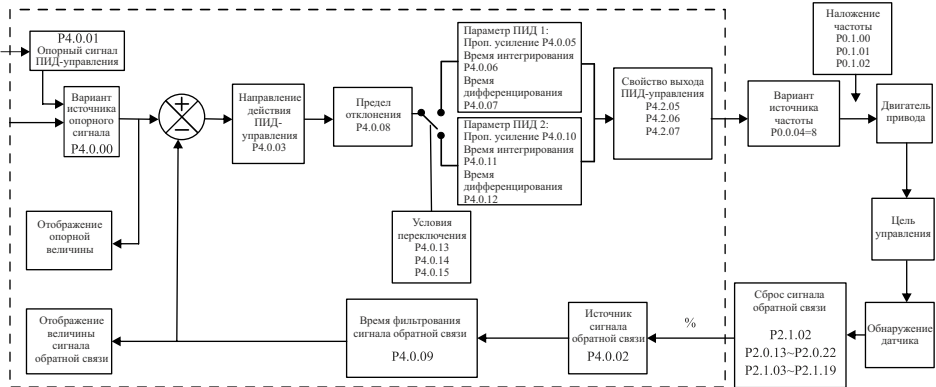 P4.0.01
Опорный сигнал
ПИД-управления
Вариант
источника
опорного
сигнала
P4.0.00
+
−
Направление
действия
ПИД-
управления
P4.0.03
Предел
отклонения
P4.0.08
Параметр ПИД 1:
Проп. усиление P4.0.05
Время интегрирования
P4.0.06
Время
дифференцирования
P4.0.07
Параметр ПИД 2:
Проп. усиление P4.0.10
Время интегрирования
P4.0.11
Время
дифференцирования
P4.0.12
Свойство выхода
ПИД-управления
P4.2.05
P4.2.06
P4.2.07
Вариант
источника
частоты
P0.0.04=8
Наложение
частоты
P0.1.00
P0.1.01
P0.1.02
Двигатель
привода
Отображение
опорной
величины
Условия
переключения
P4.0.13
P4.0.14
P4.0.15
Цель
управления
Отображение
величины
сигнала
обратной связи
Время фильтрования
сигнала обратной связи
P4.0.09
Источник
сигнала
обратной связи
P4.0.02
%
Сброс сигнала
обратной связи
P2.1.02
P2.0.13~P2.0.22
P2.1.03~P2.1.19
Обнаружение
датчика